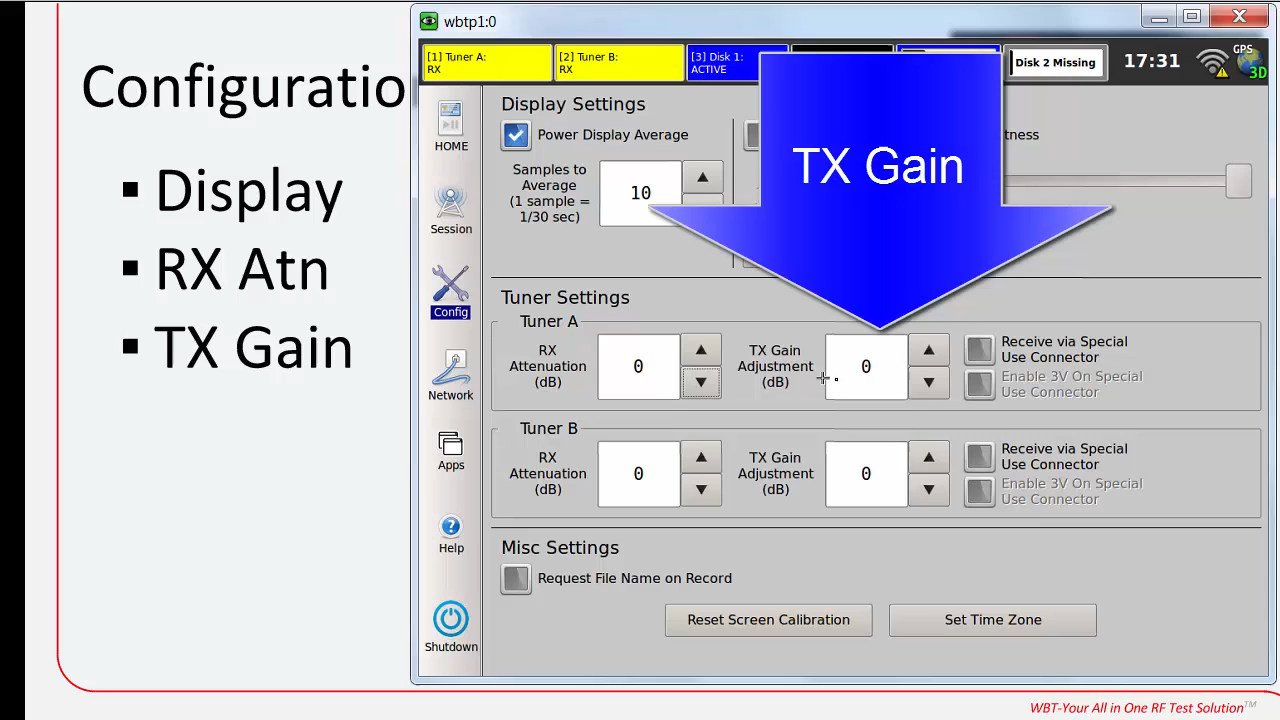 Configuratio
▪ Display
▪ RX Atn
▪ TX Gain
wbtp1:0
[1] Tuner A:
RX
[2] Tuner B:
RX
[3] Disk 1:
ACTIVE
Disk 2 Missing
17:31
GPS
3D
HOME
Session
Config
Network
Apps
Help
Shutdown
Display Settings
Power Display Average
Samples to
Average
(1 sample =
1/30 sec)
10
TX Gain
tness
Tuner Settings
Tuner A
RX
Attenuation
(dB)
0
TX Gain
Adjustment
(dB)
0
Receive via Special
Use Connector
Enable 3V On Special
Use Connector
Tuner B
RX
Attenuation
(dB)
0
TX Gain
Adjustment
(dB)
0
Receive via Special
Use Connector
Enable 3V On Special
Use Connector
Misc Settings
Request File Name on Record
Reset Screen Calibration
Set Time Zone
WBT-Your All in One RF Test Solution™